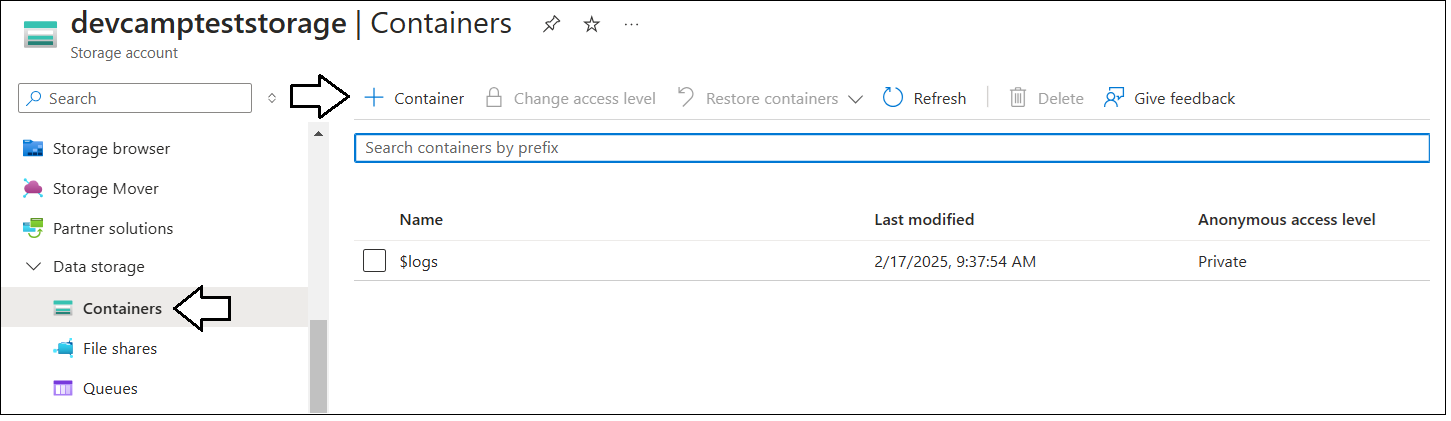 devcampteststorage | Containers
Storage account
Search
Container
Change access level
Restore containers
Refresh
Delete
Give feedback
Storage browser
Storage Mover
Partner solutions
Data storage
Containers
File shares
Queues
Search containers by prefix
Name Last modified Anonymous access level
$logs 2/17/2025, 9:37:54 AM Private